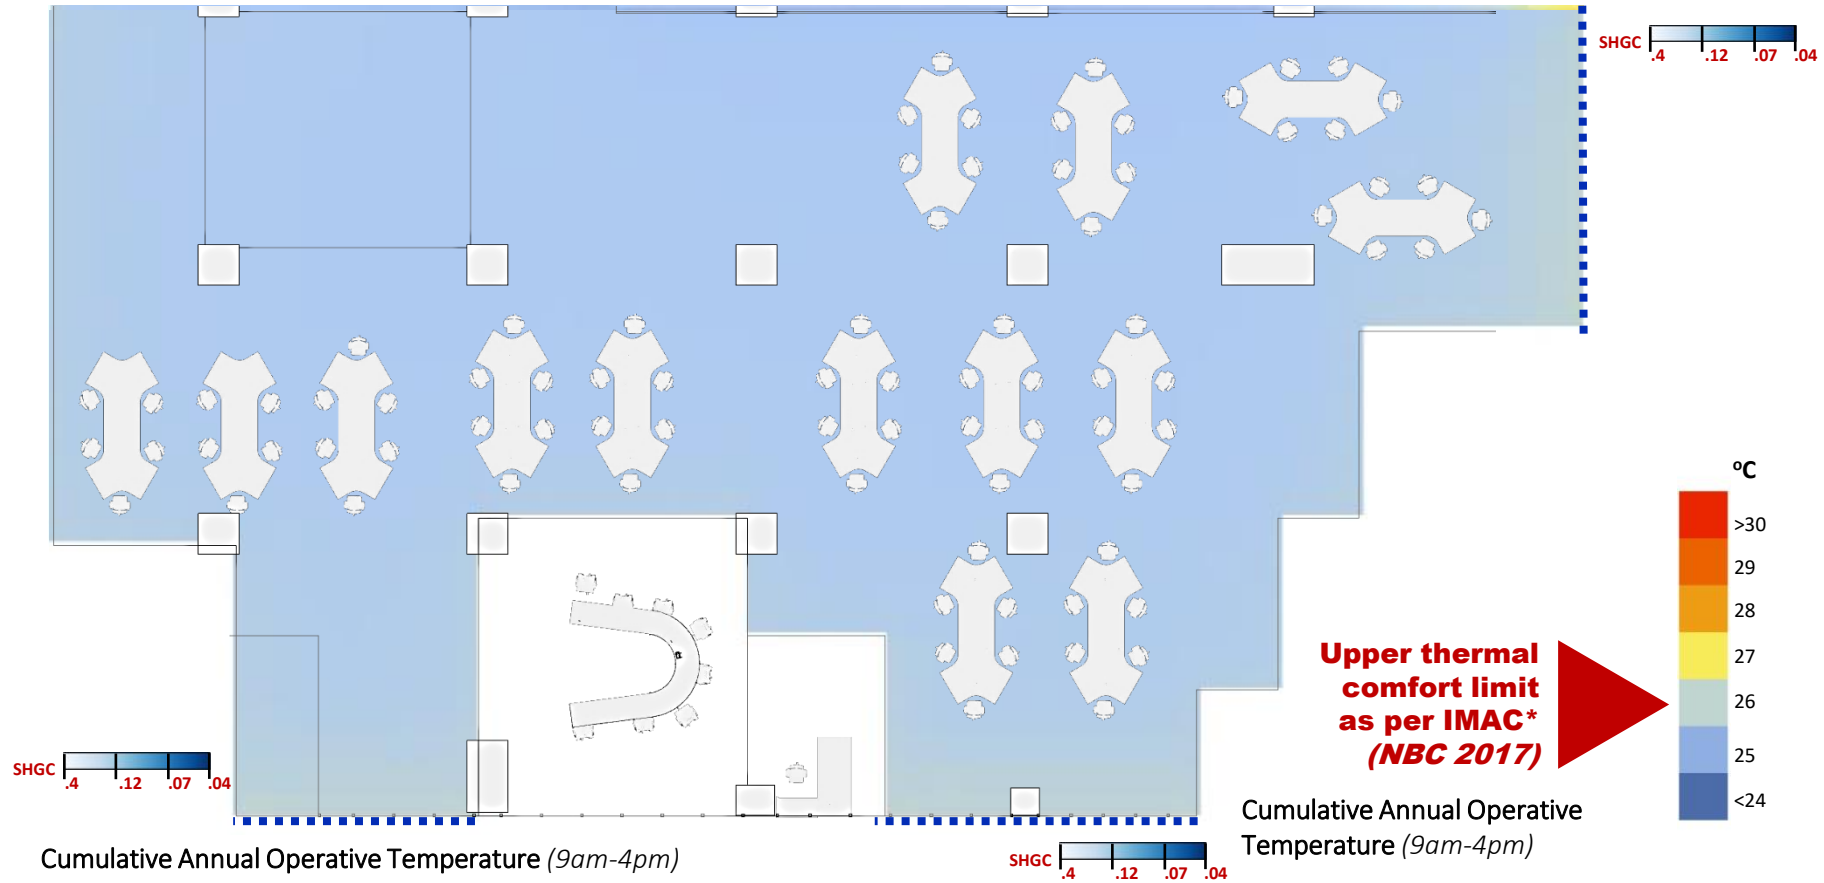 SHGC
.4 .12 .07 .04
ºC
>30
29
28
27
26
25
<24
Upper thermal
comfort limit
as per IMAC*
(NBC 2017)
SHGC
.4 .12 .07 .04
Cumulative Annual Operative
Temperature (9am-4pm)
Cumulative Annual Operative Temperature (9am-4pm)
SHGC
.4 .12 .07 .04